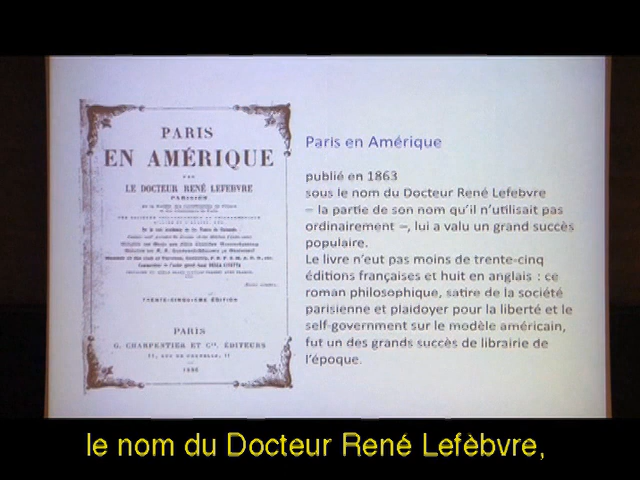 PARIS
EN AMÉRIQUE
PAR
LE DOCTEUR RENÉ LEFEBVRE
PARISIEN
TRENTE-CINQUIÈME ÉDITION
PARIS
G. CHARPENTIER ET Cie, ÉDITEURS
11, RUE DE GRENELLE, 11
Paris en Amérique
publié en 1863
sous le nom du Docteur René Lefebvre
– la partie de son nom qu'il n'utilisait pas
ordinairement –, lui a valu un grand succès
populaire.
Le livre n'eut pas moins de trente-cinq
éditions françaises et huit en anglais : ce
roman philosophique, satire de la société
parisienne et plaidoyer pour la liberté et le
self-government sur le modèle américain,
fut un des grands succès de librairie de
l'époque.
le nom du Docteur René Lefèbvre,